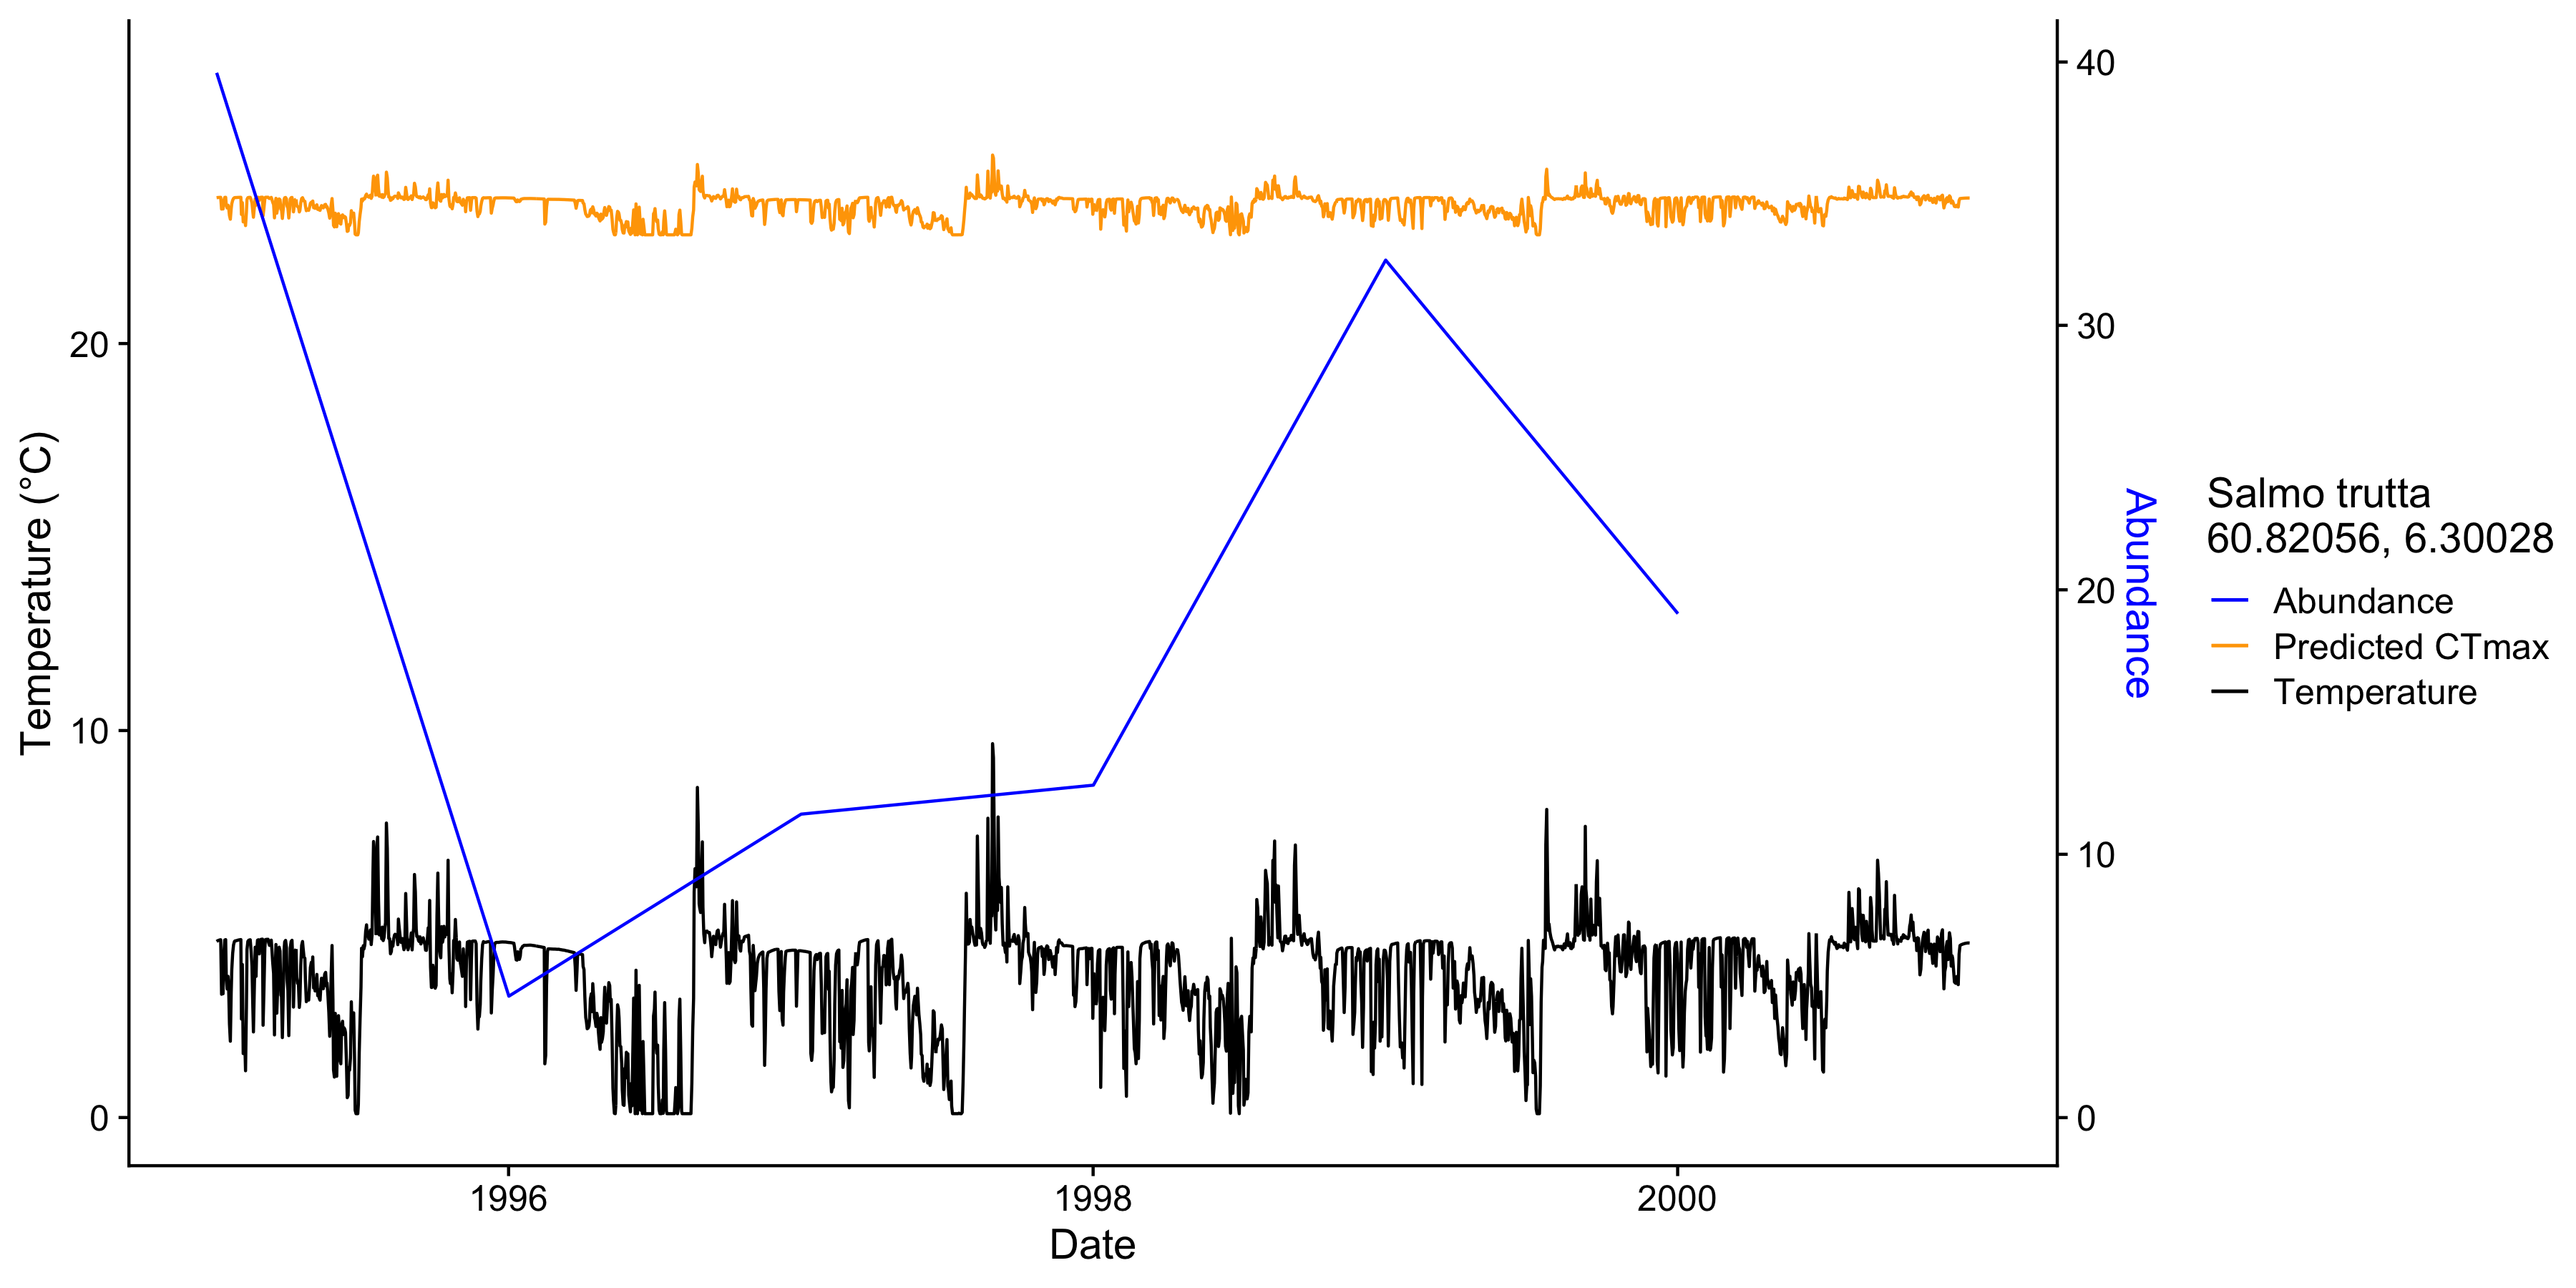 Temperature (°C)
20
10
0
1996
1998
2000
Date
40
30
20
10
0
Abundance
Salmo trutta
60.82056, 6.30028
Abundance
Predicted CTmax
Temperature